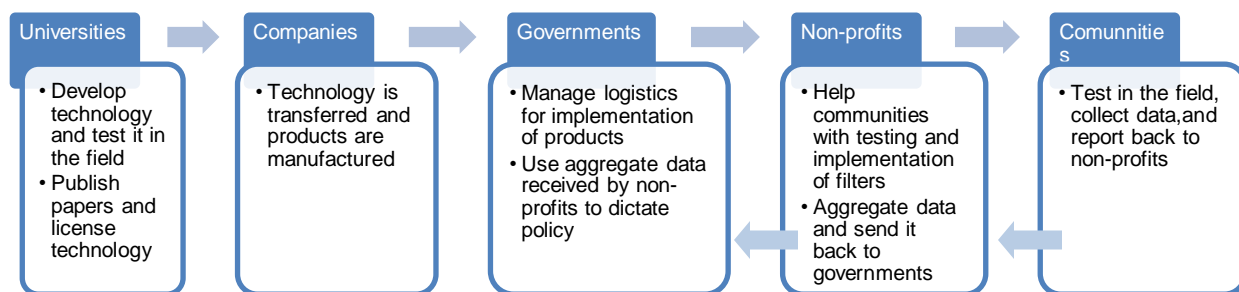 Universities
• Develop
technology
and test it in
the field
• Publish
papers and
license
technology
Companies
• Technology is
transferred and
products are
manufactured
Governments
• Manage logistics
for implementation
of products
• Use aggregate data
received by non-
profits to dictate
policy
Non-profits
• Help
communities
with testing and
implementation
of filters
• Aggregate data
and send it
back to
governments
Comunnitie
s
• Test in the field,
collect data,and
report back to
non-profits